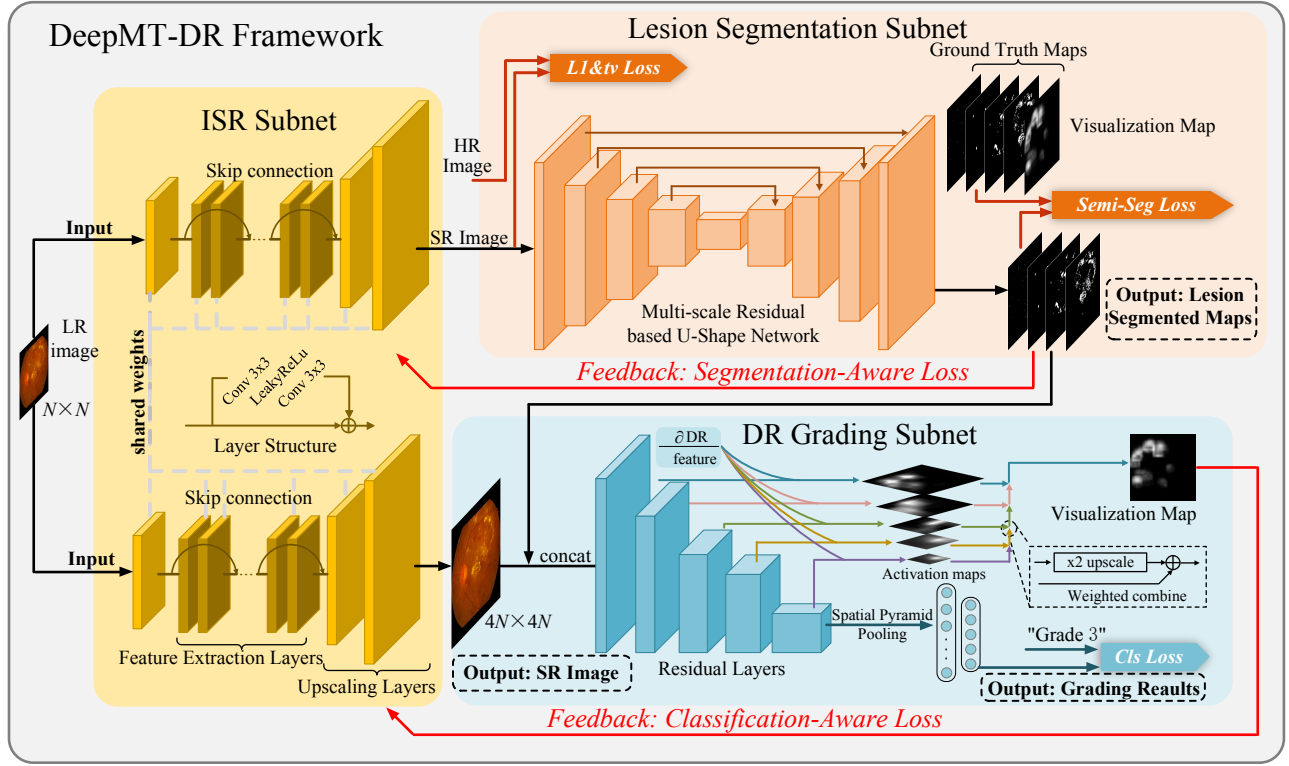 DeepMT-DR Framework
Lesion Segmentation Subnet
Ground Truth Maps
L1&tv Loss
ISR Subnet
HR
Image
Visualization Map
Skip connection
Semi-Seg Loss
Input
SR Image
Multi-scale Residual
based U-Shape Network
Output: Lesion
Segmented Maps
LR
image
N×N
shared weights
Conv 3x3
LeakyReLu
Conv 3x3
Layer Structure
Feedback: Segmentation-Aware Loss
DR Grading Subnet
∂ DR
feature
Skip connection
Input
concat
Visualization Map
Activation maps
x2 upscale
Weighted combine
4N×4N
Spatial Pyramid
Pooling
"Grade 3"
Cls Loss
Feature Extraction Layers
Upscaling Layers
Output: SR Image
Residual Layers
Output: Grading Reaults
Feedback: Classification-Aware Loss